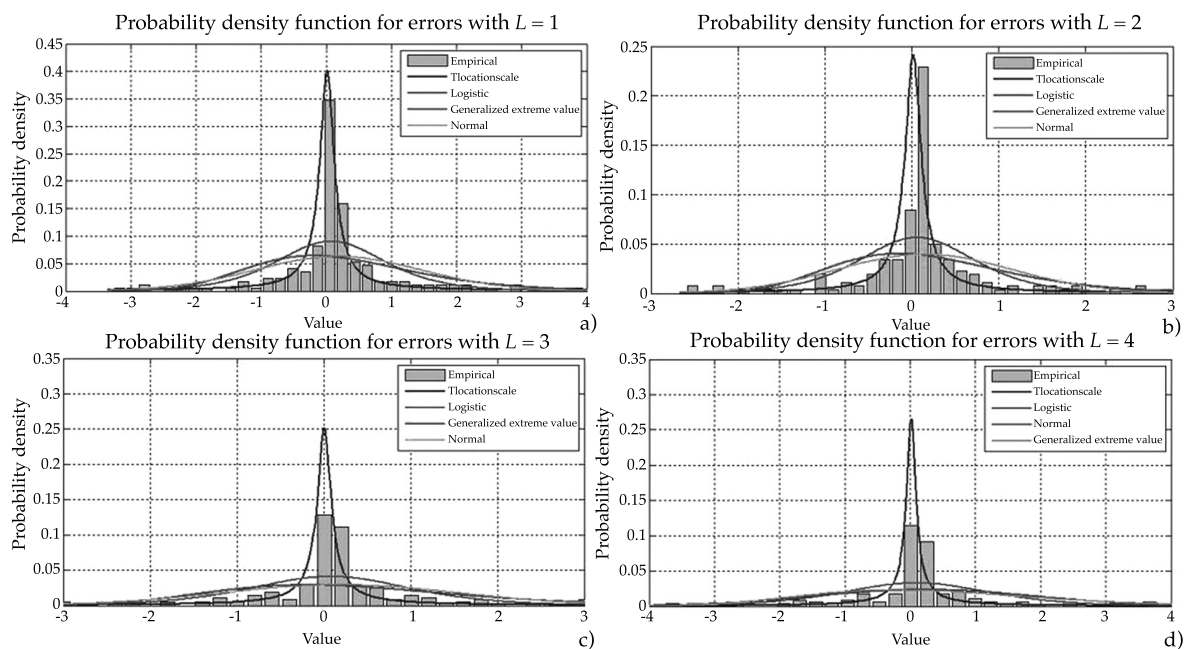 Probability density function for errors with L = 1
Probability density
0.45
0.4
0.35
0.3
0.25
0.2
0.15
0.1
0.05
0
-4 -3 -2 -1 0 1 2 3 4
Value
Empirical
Tlocationscale
Logistic
Generalized extreme value
Normal
a)
Probability density function for errors with L = 2
Probability density
0.25
0.2
0.15
0.1
0.05
0
-3 -2 -1 0 1 2 3
Value
Empirical
Tlocationscale
Logistic
Generalized extreme value
Normal
b)
Probability density function for errors with L = 3
Probability density
0.35
0.3
0.25
0.2
0.15
0.1
0.05
0
-3 -2 -1 0 1 2 3
Value
Empirical
Tlocationscale
Logistic
Generalized extreme value
Normal
c)
Probability density function for errors with L = 4
Probability density
0.35
0.3
0.25
0.2
0.15
0.1
0.05
0
-4 -3 -2 -1 0 1 2 3 4
Value
Empirical
Tlocationscale
Logistic
Normal
Generalized extreme value
d)